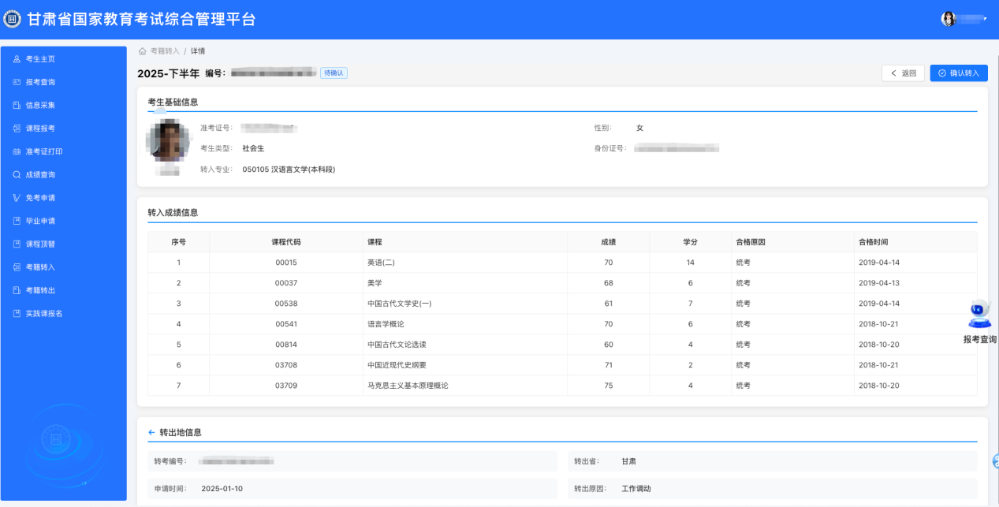 甘肃省国家教育考试综合管理平台
考生主页
报考查询
信息采集
课程报考
准考证打印
成绩查询
免考申请
毕业申请
课程顶替
考籍转入
考籍转出
实践课报名
考籍转入 / 详情
2025-下半年 编号: 待确认
返回 确认转入
考生基础信息
准考证号: 性别: 女
考生类型: 社会生 身份证号:
转入专业: 050105 汉语言文学(本科段)
转入成绩信息
序号 课程代码 课程 成绩 学分 合格原因 合格时间
1 00015 英语(二) 70 14 统考 2019-04-14
2 00037 美学 68 6 统考 2019-04-13
3 00538 中国古代文学史(一) 61 7 统考 2019-04-14
4 00541 语言学概论 70 6 统考 2018-10-21
5 00814 中国古代文论选读 60 4 统考 2018-10-20
6 03708 中国近现代史纲要 71 2 统考 2018-10-21
7 03709 马克思主义基本原理概论 75 4 统考 2018-10-20
报考查询
转出地信息
转考编号: 转出省: 甘肃
申请时间: 2025-01-10 转出原因: 工作调动